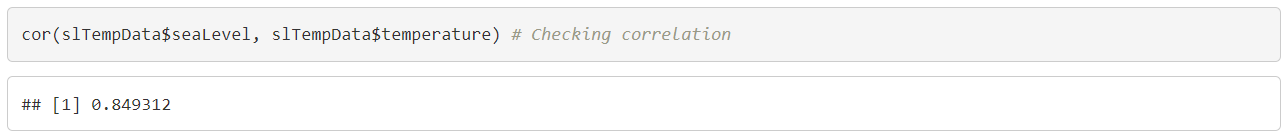 cor(slTempData$seaLevel, slTempData$temperature) # Checking correlation
## [1] 0.849312